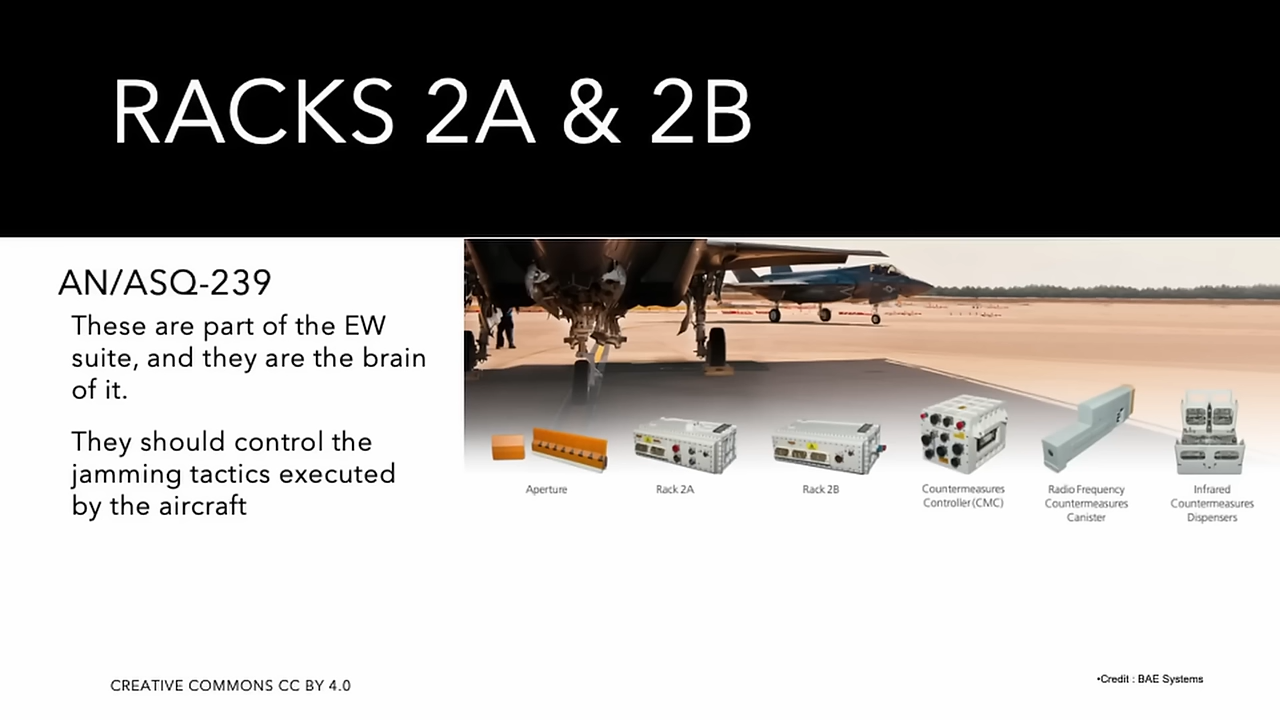 RACKS 2A & 2B
AN/ASQ-239
These are part of the EW
suite, and they are the brain
of it.
They should control the
jamming tactics executed
by the aircraft
Aperture
Rack 2A
Rack 2B
Countermeasures
Controller (CMC)
Radio Frequency
Countermeasures
Canister
Infrared
Countermeasures
Dispensers
CREATIVE COMMONS CC BY 4.0
•Credit : BAE Systems